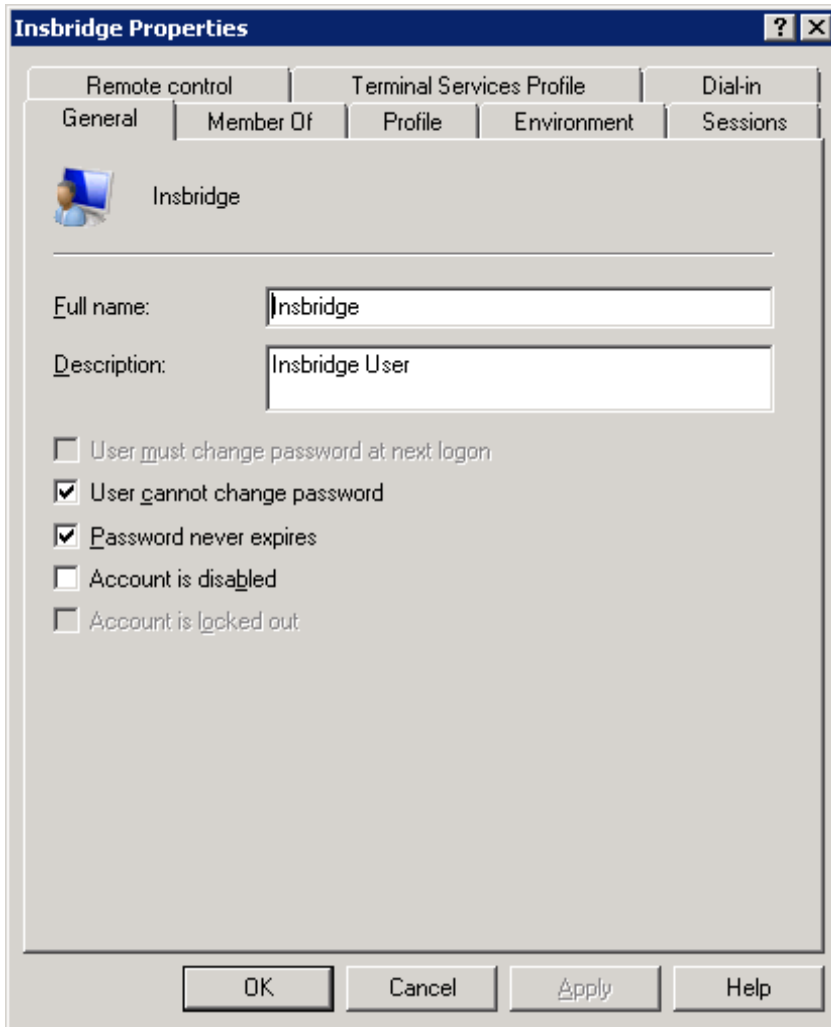 Insbridge Properties
Remote control Terminal Services Profile Dial-in
General Member Of Profile Environment Sessions
Insbridge
Full name: Insbridge
Description: Insbridge User
User must change password at next logon
User cannot change password
Password never expires
Account is disabled
Account is locked out
OK Cancel Apply Help